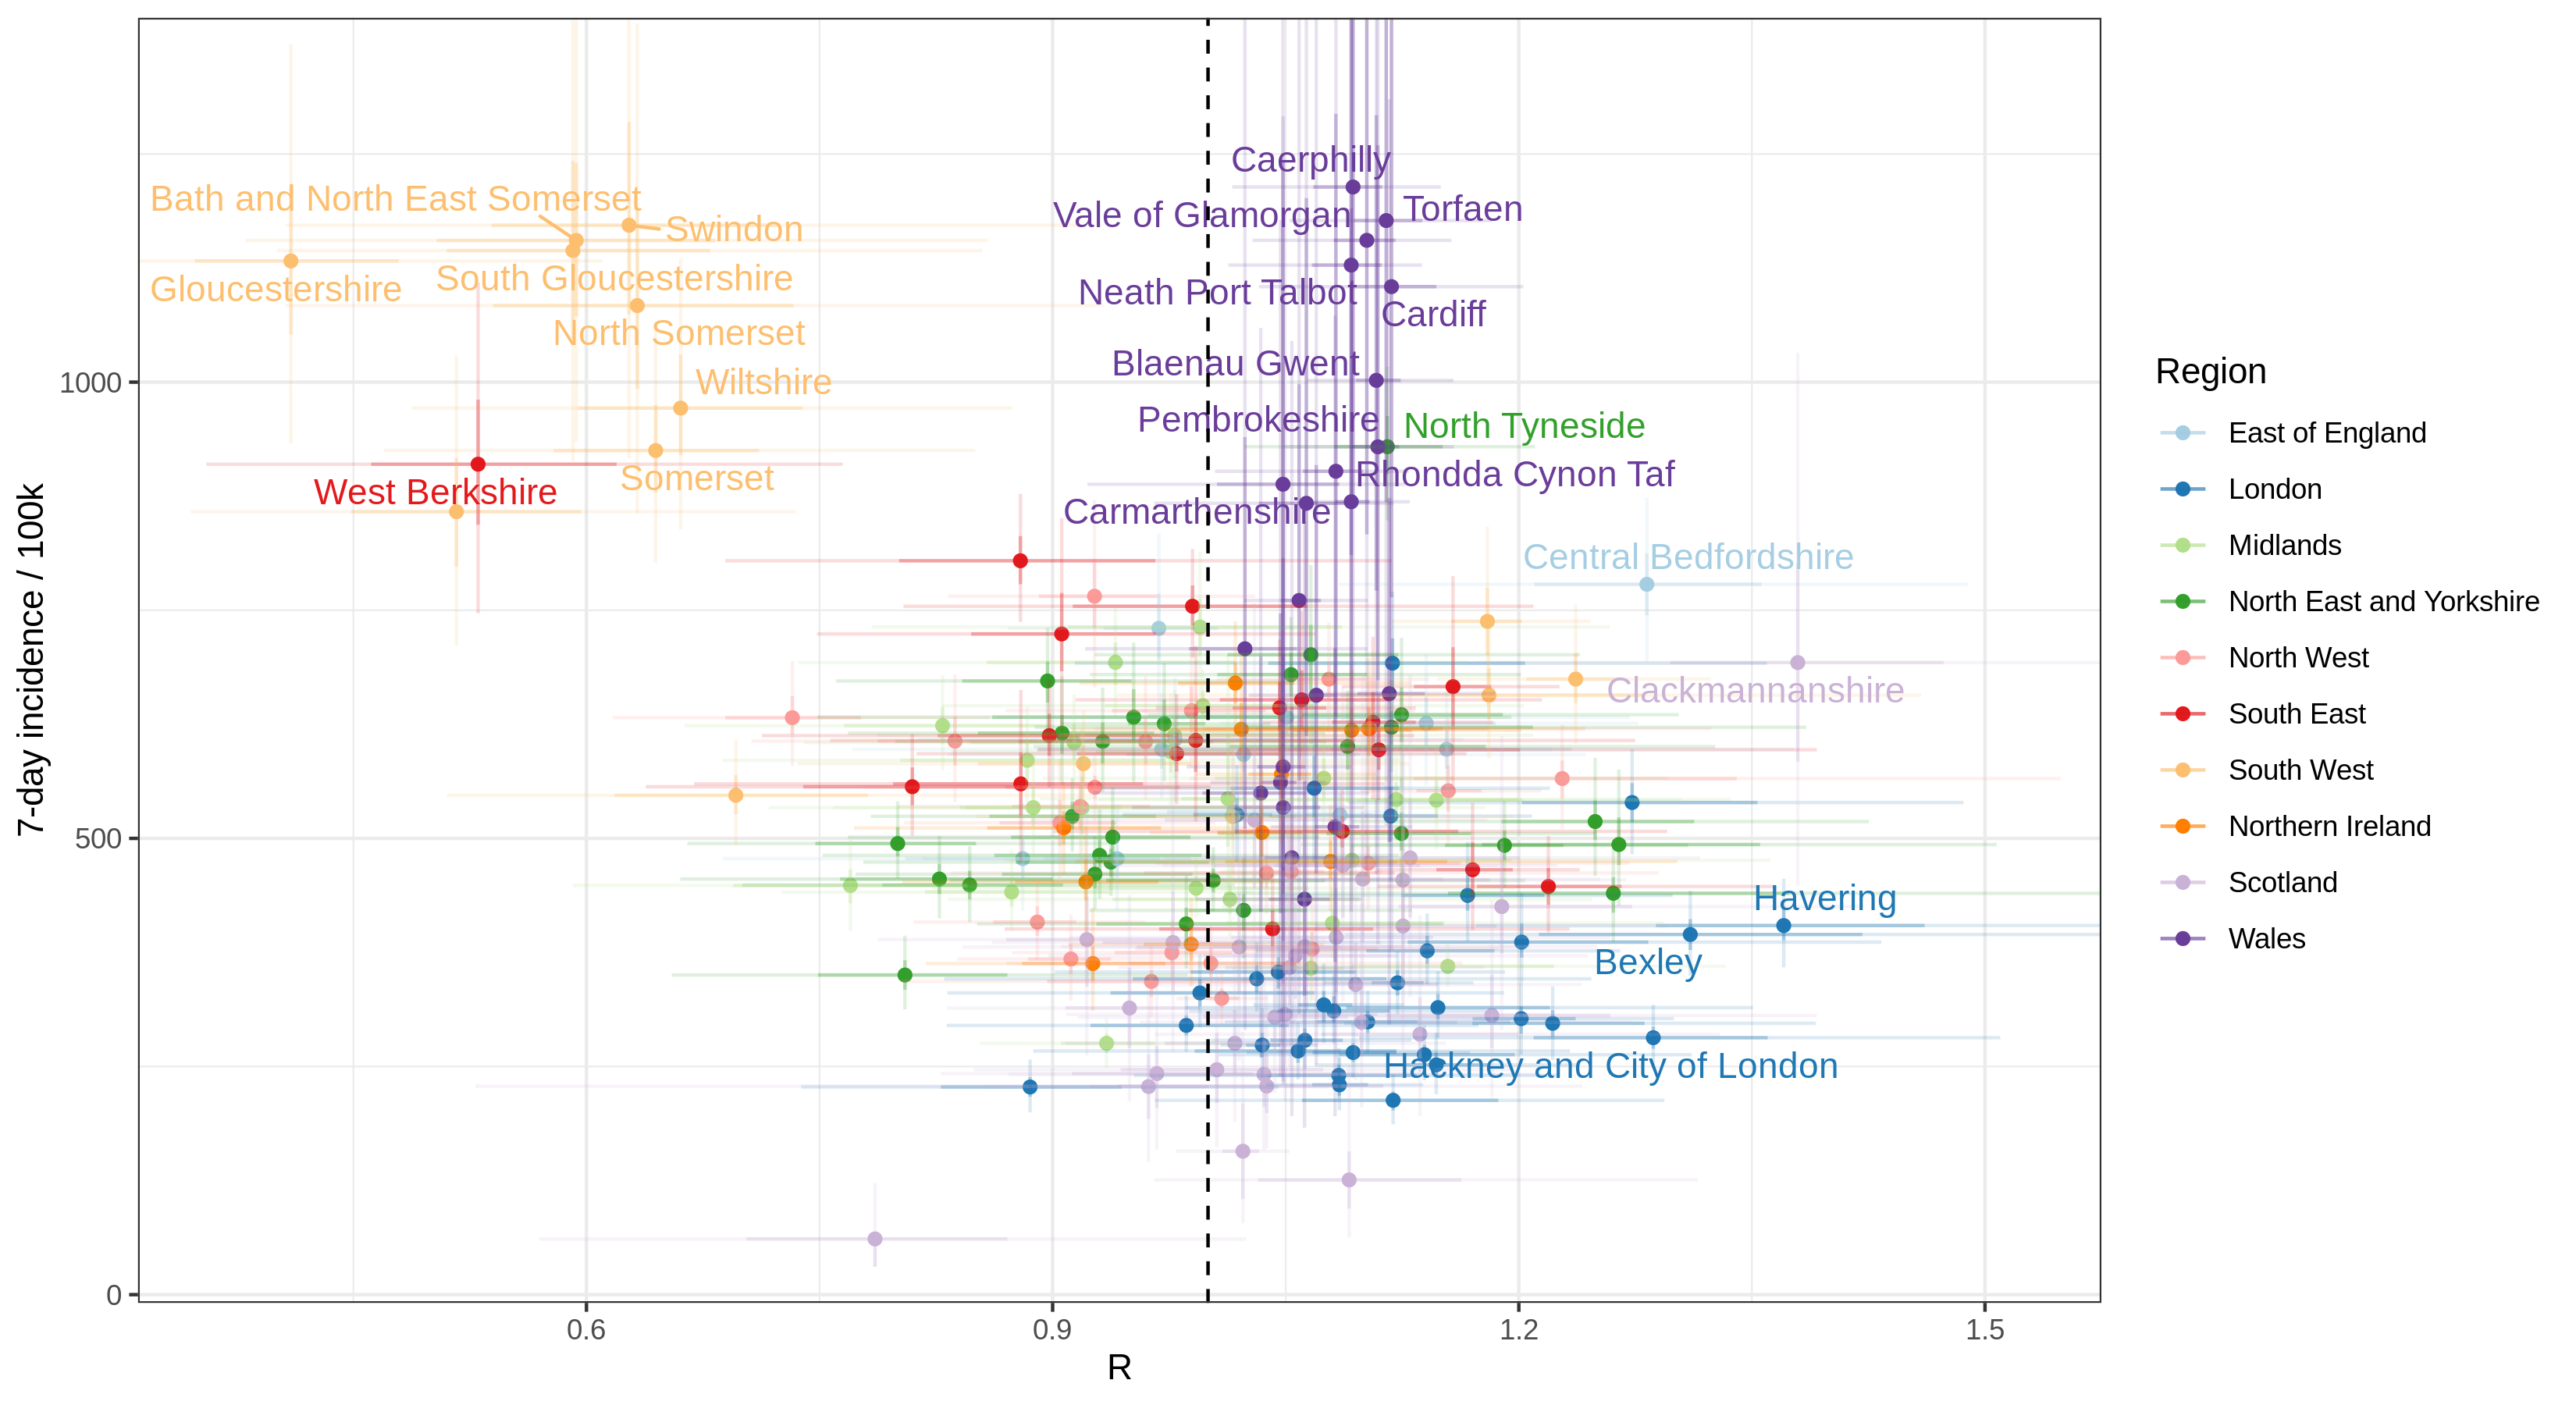 Caerphilly
Bath and North East Somerset
Torfaen
Vale of Glamorgan
Swindon
South Gloucestershire
Gloucestershire
Neath Port Talbot
Cardiff
North Somerset
Blaenau Gwent
Wiltshire
1000
Pembrokeshire
North Tyneside
Rhondda Cynon Taf
Somerset
West Berkshire
Carmarthenshire
Central Bedfordshire
Clackmannanshire
500
Havering
Bexley
Hackney and City of London
0
0.6
0.9
1.2
1.5
R
7-day incidence / 100k
Region
East of England
London
Midlands
North East and Yorkshire
North West
South East
South West
Northern Ireland
Scotland
Wales